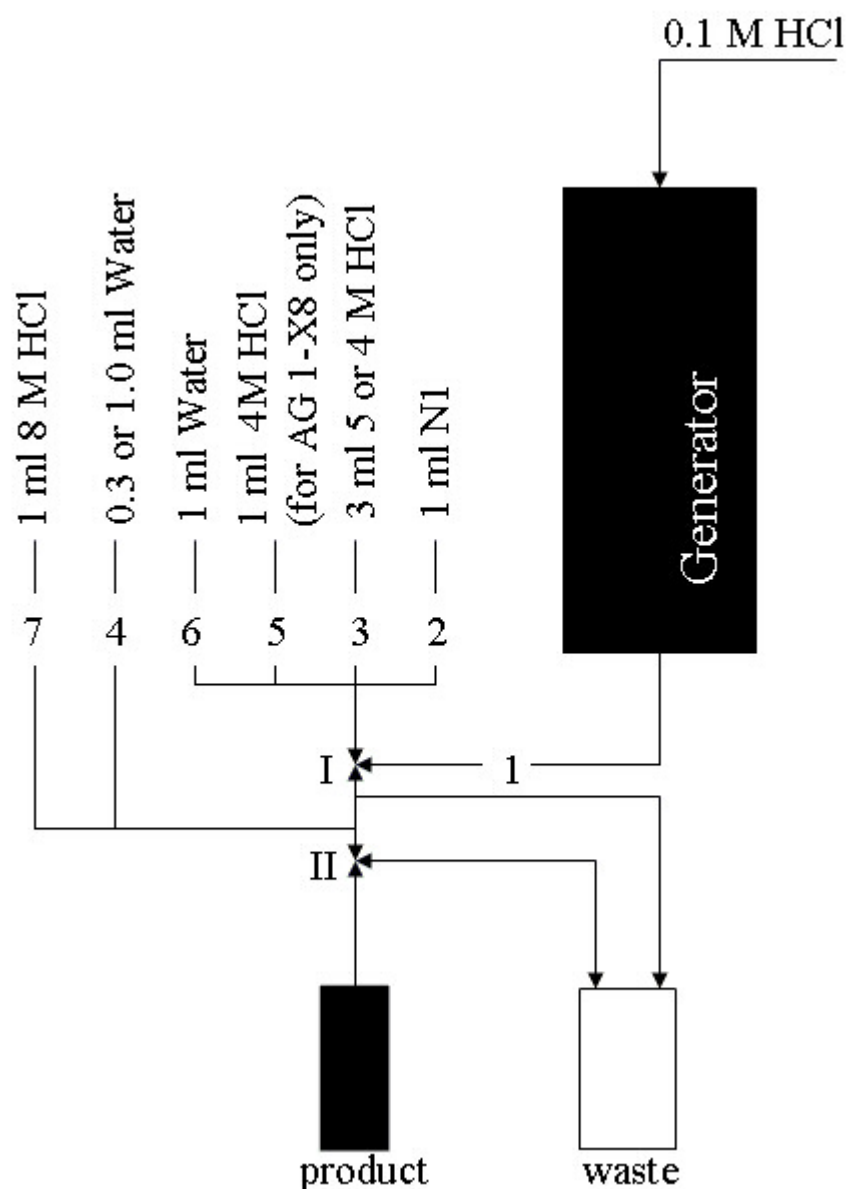 0.1 M HCl
1 ml 8 M HCl
0.3 or 1.0 ml Water
1 ml Water
1 ml 4M HCl
(for AG 1-X8 only)
3 ml 5 or 4 M HCl
1 ml N1
Generator
7
4
6
5
3
2
I
1
II
product
waste